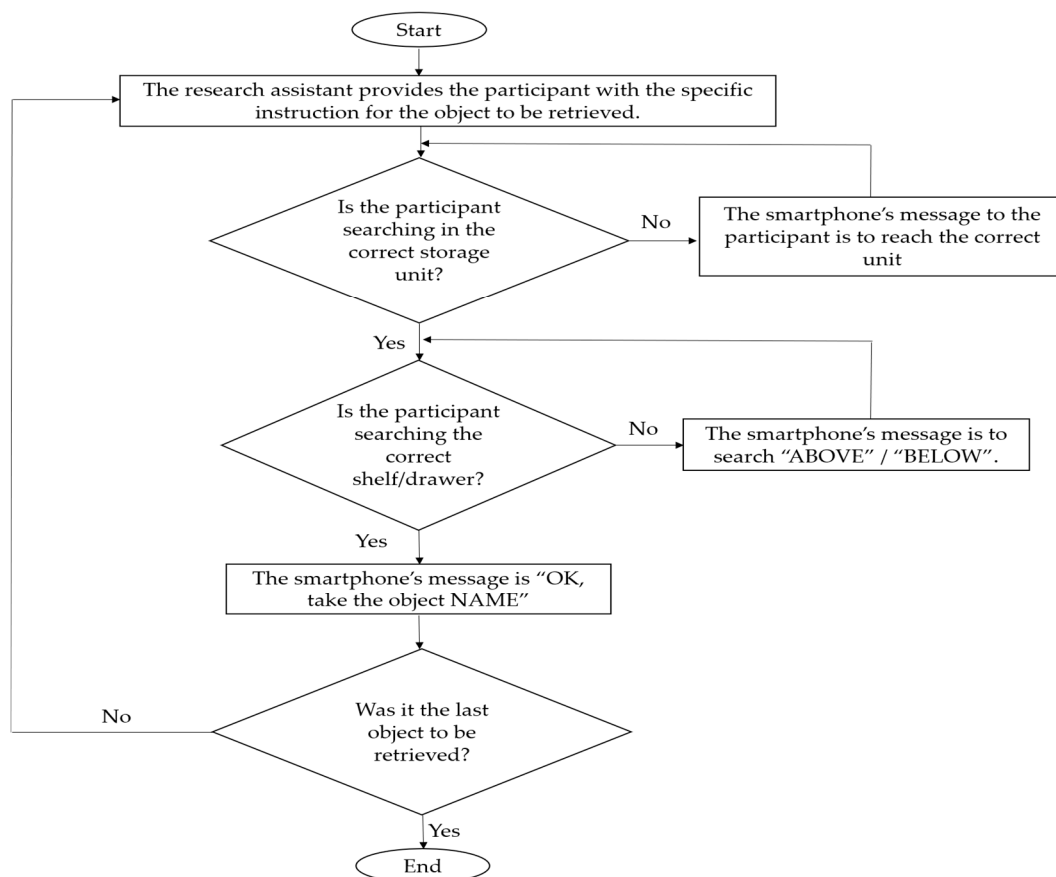 Start
The research assistant provides the participant with the specific
instruction for the object to be retrieved.
Is the participant
searching in the
correct storage
unit?
No
The smartphone’s message to the
participant is to reach the correct
unit
Yes
Is the participant
searching the
correct
shelf/drawer?
No
The smartphone’s message is to
search “ABOVE” / “BELOW”.
Yes
The smartphone’s message is “OK,
take the object NAME”
Was it the last
object to be
retrieved?
No
Yes
End